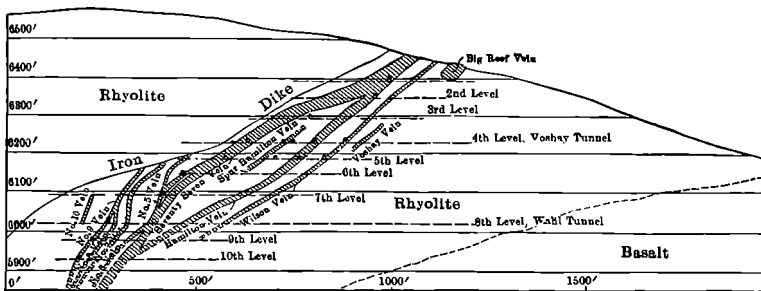 6500'
Big Reef Vein
6400'
Rhyolite
Dike
2nd Level
6300'
3rd Level
6200'
Voshay Vein
4th Level, Voshay Tunnel
Iron
Spur Hamilton Vein
5th Level
6th Level
6100'
No.10 Vein
No.9 Vein
No.5 Vein
Seventy Seven Vein
7th Level
Rhyolite
Hamilton Vein
Wilson Vein
8th Level, Wahl Tunnel
6000'
9th Level
Basalt
5900'
10th Level
0'
500'
1000'
1500'